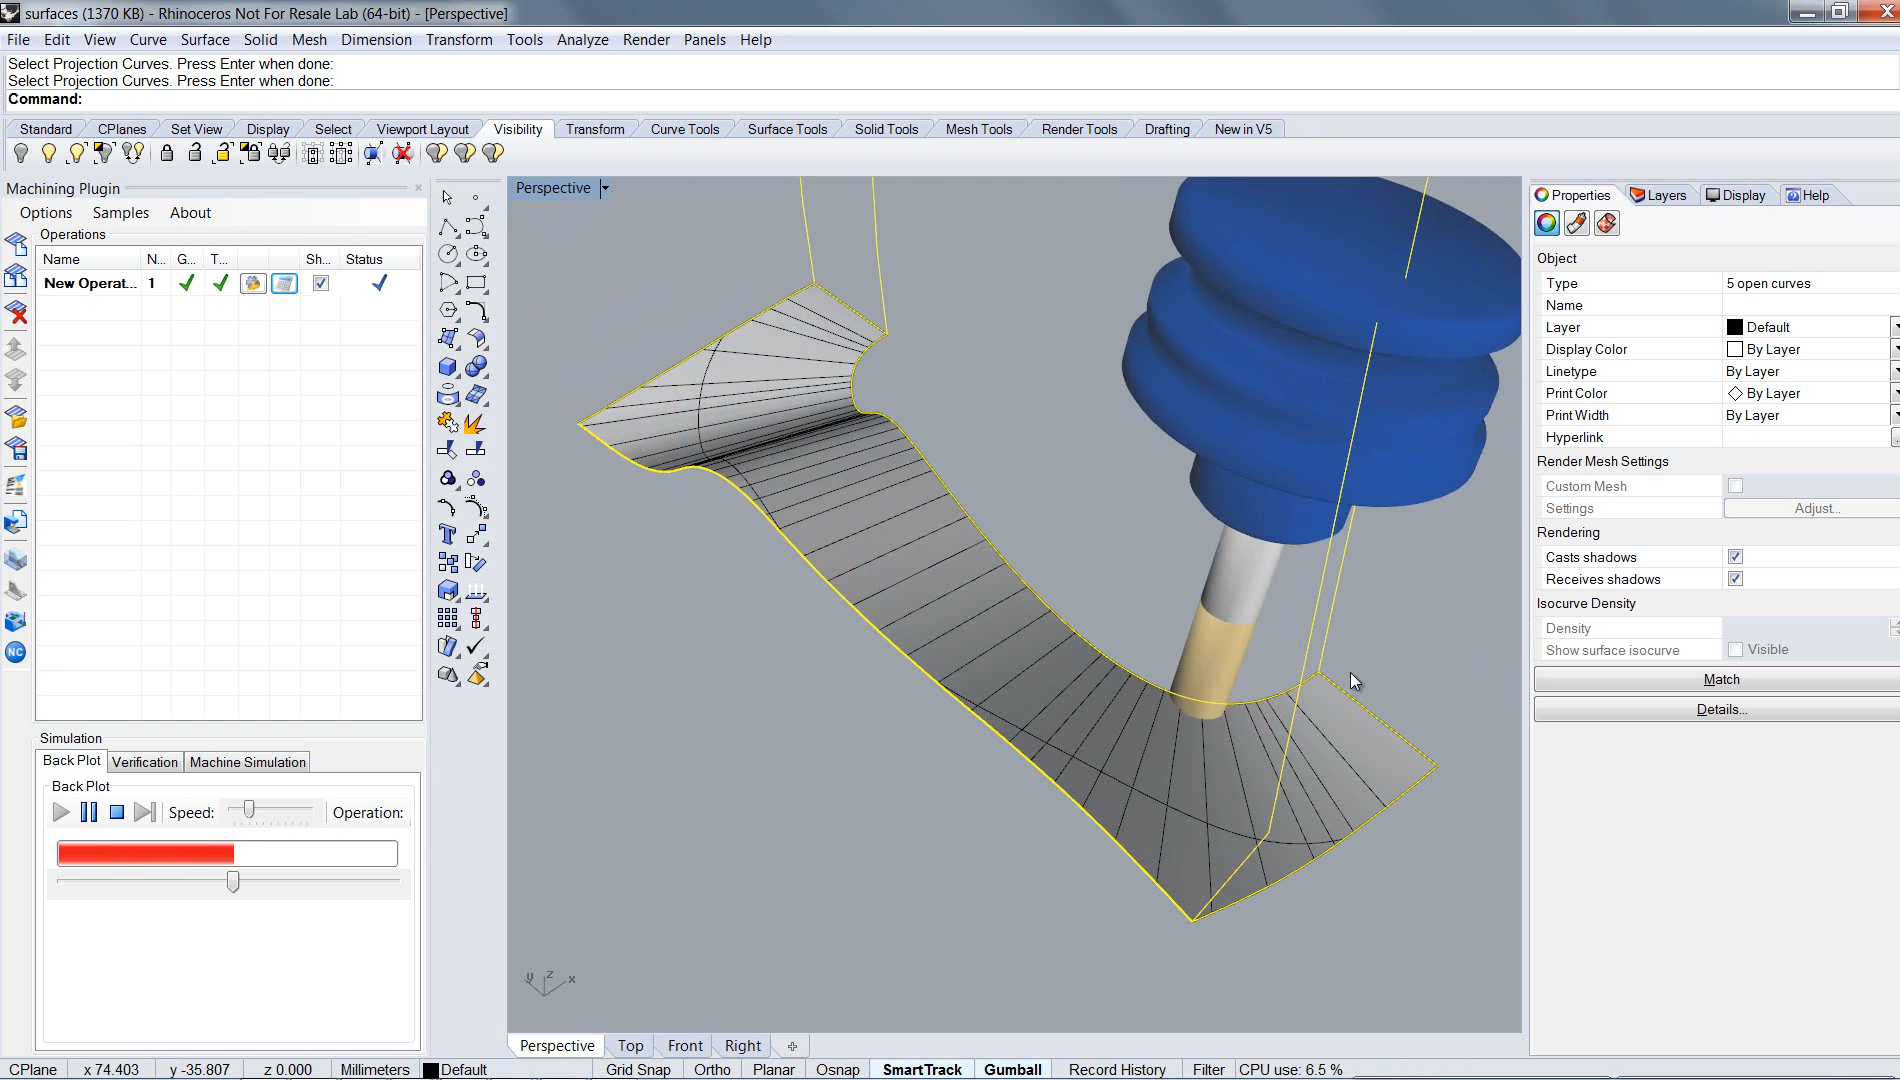 surfaces (1370 KB) - Rhinoceros Not For Resale Lab (64-bit) - [Perspective]
File Edit View Curve Surface Solid Mesh Dimension Transform Tools Analyze Render Panels Help
Select Projection Curves. Press Enter when done:
Select Projection Curves. Press Enter when done:
Command:
Standard CPlanes Set View Display Select Viewport Layout Visibility Transform Curve Tools Surface Tools Solid Tools Mesh Tools Render Tools Drafting New in V5
Machining Plugin
Options Samples About
Operations
Name N... G... T... Sh... Status
New Operat... 1
NC
Simulation
Back Plot Verification Machine Simulation
Back Plot
Speed: Operation:
Perspective
y z x
Perspective Top Front Right
Properties Layers Display Help
Object
Type 5 open curves
Name
Layer Default
Display Color By Layer
Linetype By Layer
Print Color By Layer
Print Width By Layer
Hyperlink ...
Render Mesh Settings
Custom Mesh
Settings Adjust...
Rendering
Casts shadows
Receives shadows
Isocurve Density
Density
Show surface isocurve Visible
Match
Details...
CPlane x 74.403 y -35.807 z 0.000 Millimeters Default Grid Snap Ortho Planar Osnap SmartTrack Gumball Record History Filter CPU use: 6.5 %